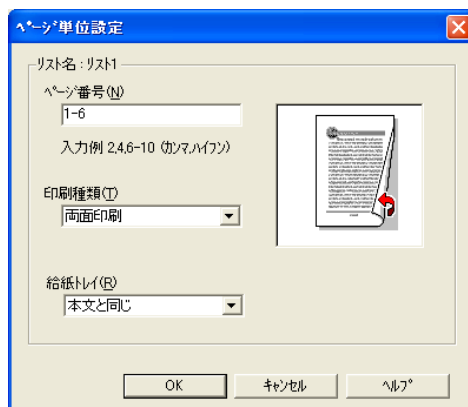 ﾍﾟｰｼﾞ単位設定
ﾘｽﾄ名 : ﾘｽﾄ1
ﾍﾟｰｼﾞ番号(N)
1-6
入力例 2,4,6-10 (ｶﾝﾏ,ﾊｲﾌﾝ)
印刷種類(T)
両面印刷
給紙ﾄﾚｲ(R)
本文と同じ
OK
ｷｬﾝｾﾙ
ﾍﾙﾌﾟ